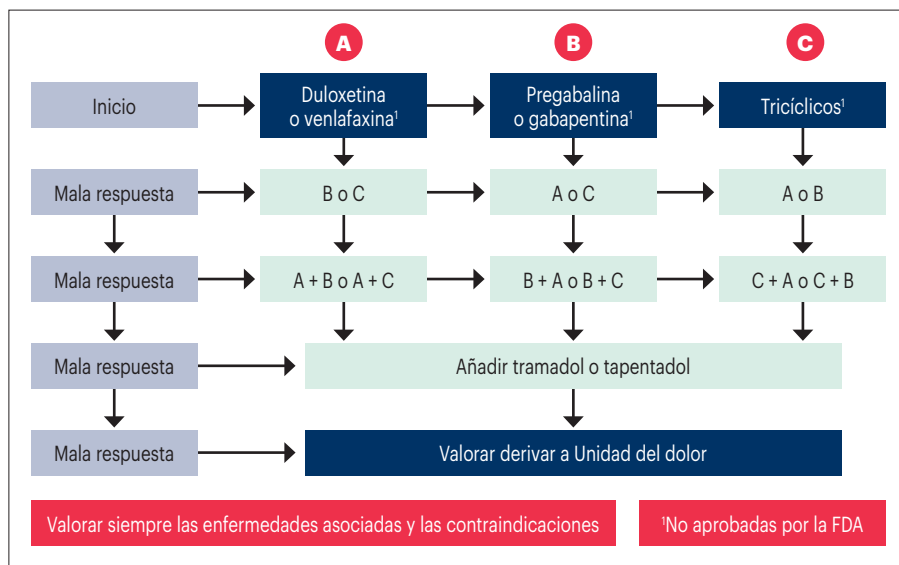 A
B
C
Inicio
Duloxetina
o venlafaxina¹
Pregabalina
o gabapentina¹
Tricíclicos¹
Mala respuesta
B o C
A o C
A o B
Mala respuesta
A + B o A + C
B + A o B + C
C + A o C + B
Mala respuesta
Añadir tramadol o tapentadol
Mala respuesta
Valorar derivar a Unidad del dolor
Valorar siempre las enfermedades asociadas y las contraindicaciones
¹No aprobadas por la FDA